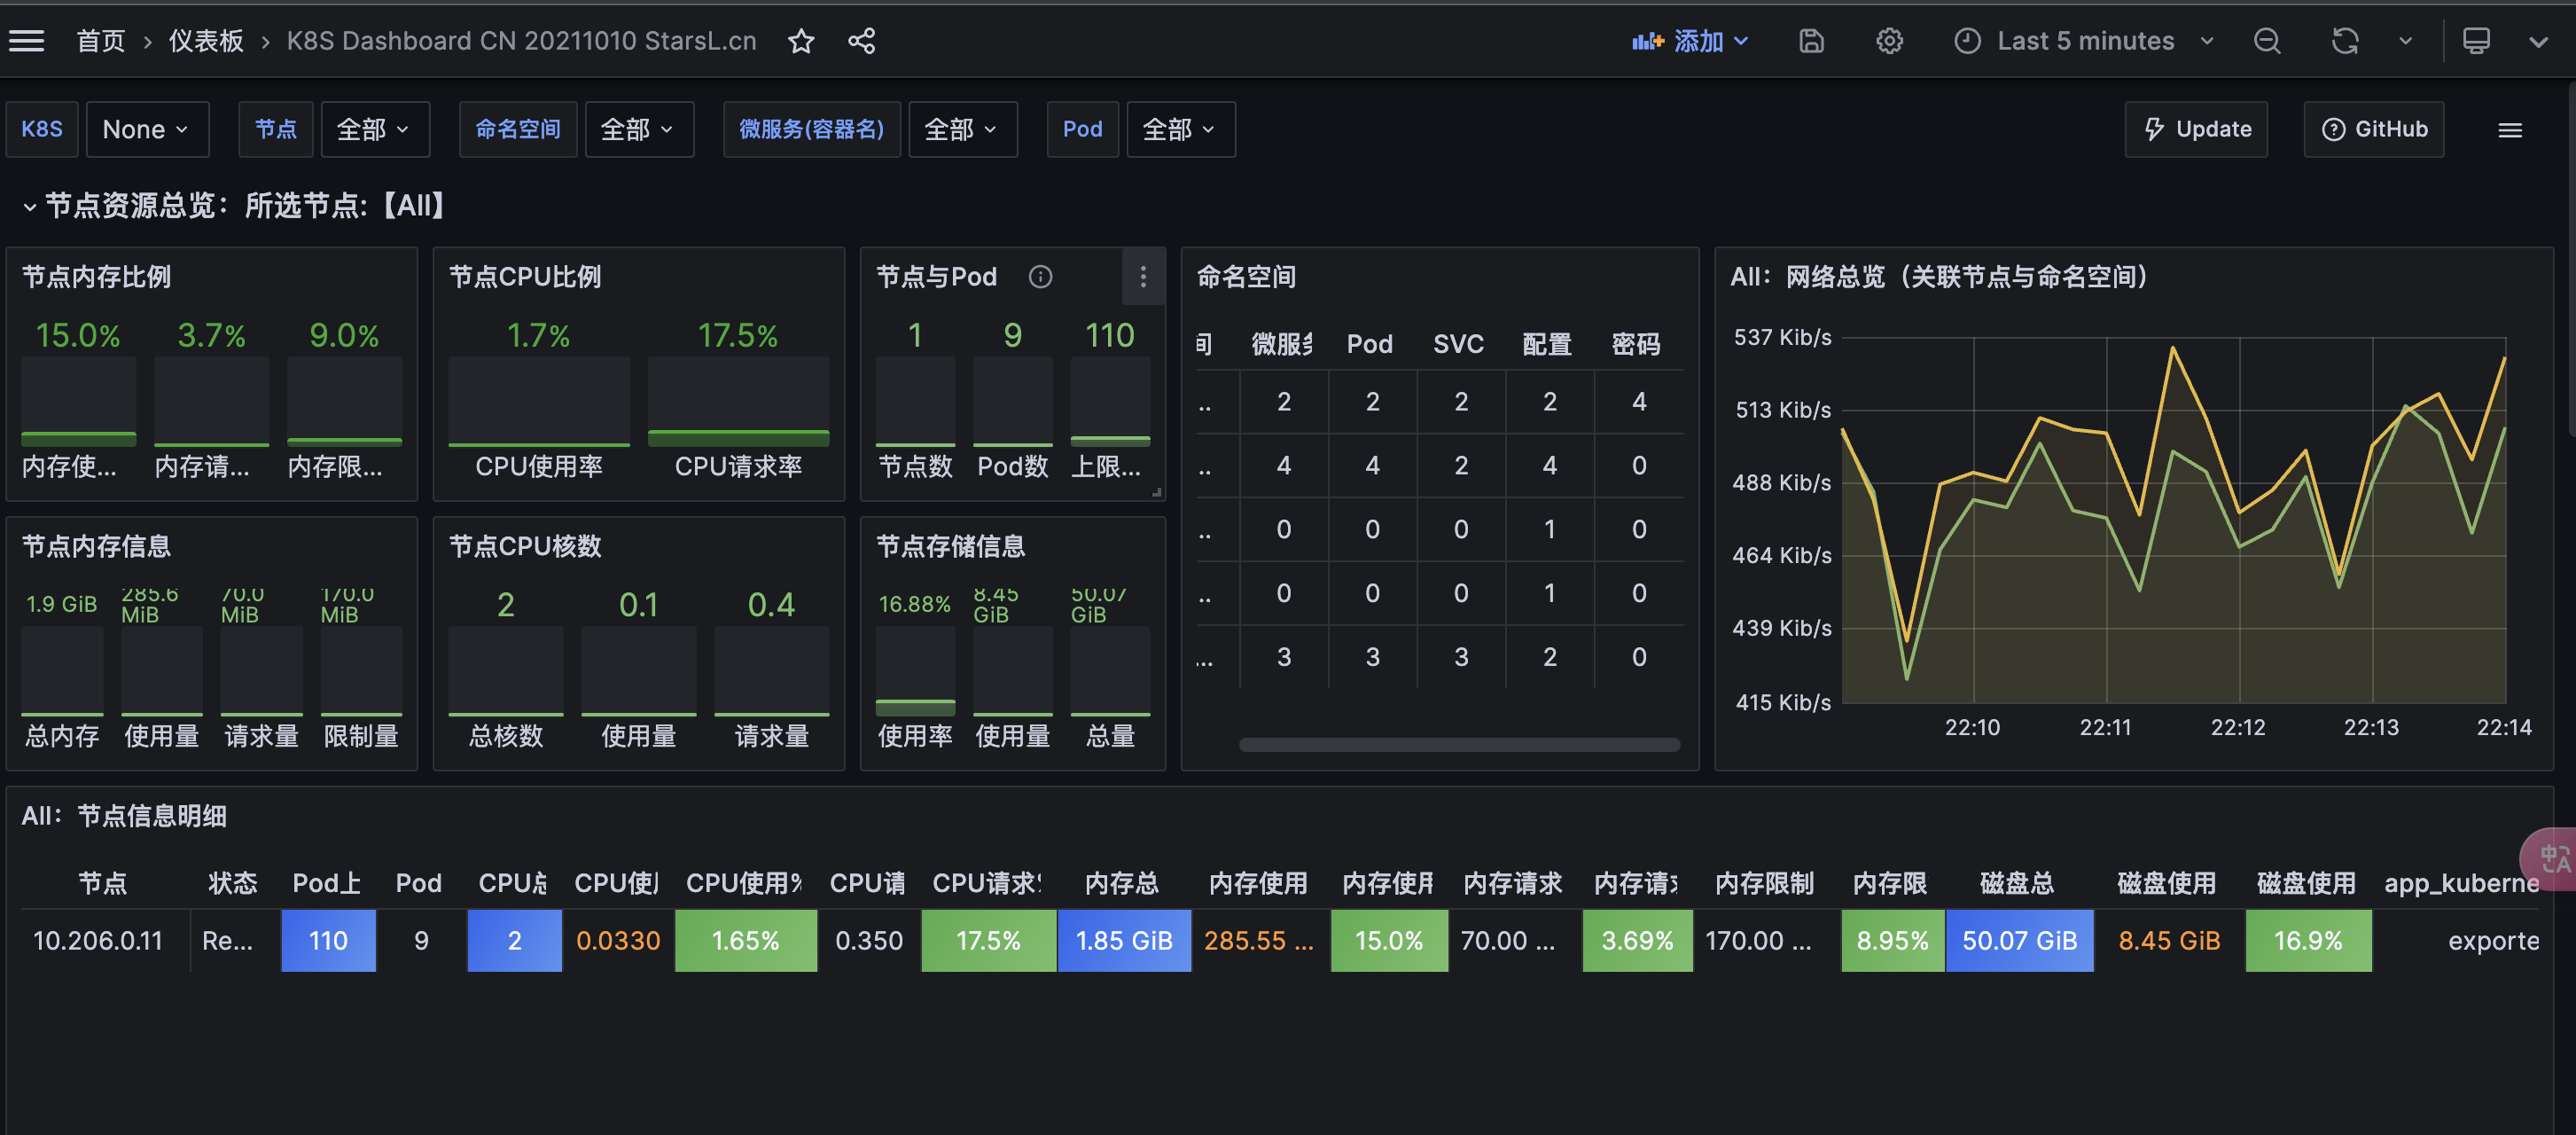 首页 › 仪表板 › K8S Dashboard CN 20211010 StarsL.cn
添加
Last 5 minutes
K8S None 节点 全部 命名空间 全部 微服务(容器名) 全部 Pod 全部
Update GitHub
节点资源总览：所选节点:【All】
节点内存比例
15.0% 3.7% 9.0%
内存使... 内存请... 内存限...
节点CPU比例
1.7% 17.5%
CPU使用率 CPU请求率
节点与Pod
1 9 110
节点数 Pod数 上限...
节点内存信息
1.9 GiB 285.6 MiB 70.0 MiB 170.0 MiB
总内存 使用量 请求量 限制量
节点CPU核数
2 0.1 0.4
总核数 使用量 请求量
节点存储信息
16.88% 8.45 GiB 50.07 GiB
使用率 使用量 总量
命名空间
间 微服务 Pod SVC 配置 密码
.. 2 2 2 2 4
.. 4 4 2 4 0
.. 0 0 0 1 0
.. 0 0 0 1 0
... 3 3 3 2 0
All：网络总览（关联节点与命名空间）
537 Kib/s
513 Kib/s
488 Kib/s
464 Kib/s
439 Kib/s
415 Kib/s
22:10 22:11 22:12 22:13 22:14
All：节点信息明细
节点 状态 Pod上 Pod CPU总 CPU使用 CPU使用% CPU请 CPU请求% 内存总 内存使用 内存使用 内存请求 内存请求 内存限制 内存限 磁盘总 磁盘使用 磁盘使用 app_kuberne
10.206.0.11 Re... 110 9 2 0.0330 1.65% 0.350 17.5% 1.85 GiB 285.55 ... 15.0% 70.00 ... 3.69% 170.00 ... 8.95% 50.07 GiB 8.45 GiB 16.9% exporte
中A